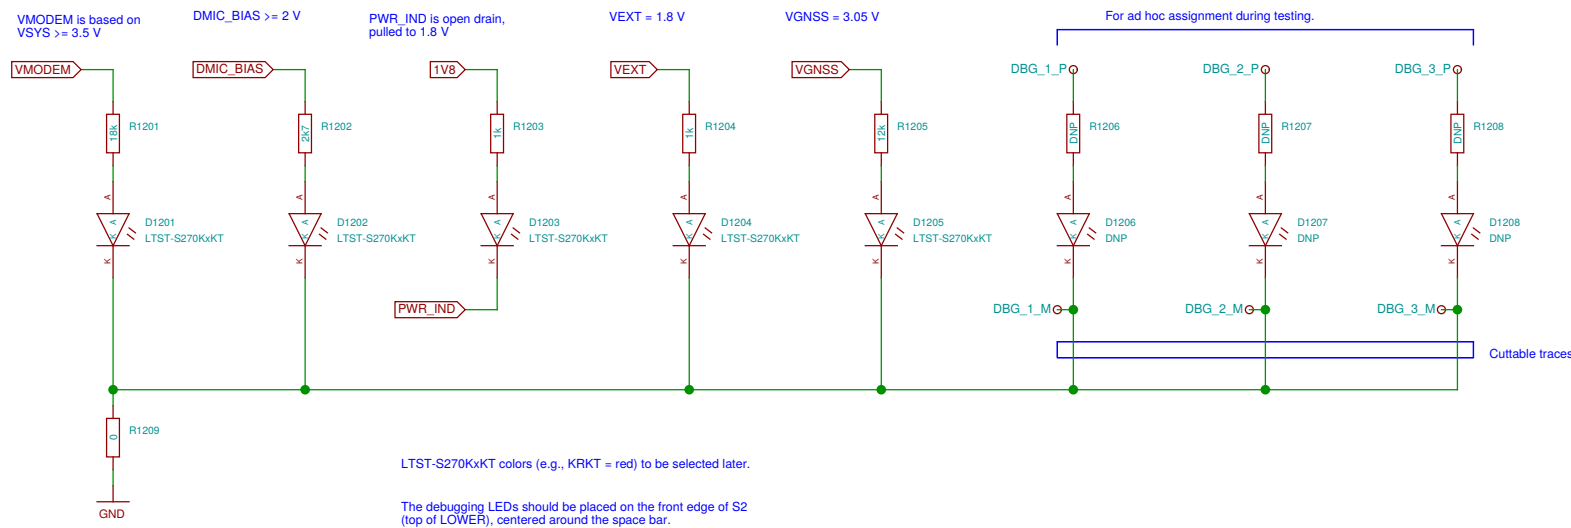 VMODEM is based on
VSYS >= 3.5 V
DMIC_BIAS >= 2 V
PWR_IND is open drain,
pulled to 1.8 V
VEXT = 1.8 V
VGNSS = 3.05 V
For ad hoc assignment during testing.
VMODEM
DMIC_BIAS
1V8
VEXT
VGNSS
DBG_1_P
DBG_2_P
DBG_3_P
18k
R1201
2k7
R1202
1k
R1203
1k
R1204
12k
R1205
DNP
R1206
DNP
R1207
DNP
R1208
A
A
A
A
A
A
A
A
A
K
D1201
LTST-S270KxKT
A
K
D1202
LTST-S270KxKT
A
K
D1203
LTST-S270KxKT
A
K
D1204
LTST-S270KxKT
A
K
D1205
LTST-S270KxKT
A
K
D1206
DNP
A
K
D1207
DNP
A
K
D1208
DNP
K
K
K
K
K
K
K
K
PWR_IND
DBG_1_M
DBG_2_M
DBG_3_M
Cuttable traces
0
R1209
GND
LTST-S270KxKT colors (e.g., KRKT = red) to be selected later.
The debugging LEDs should be placed on the front edge of S2
(top of LOWER), centered around the space bar.